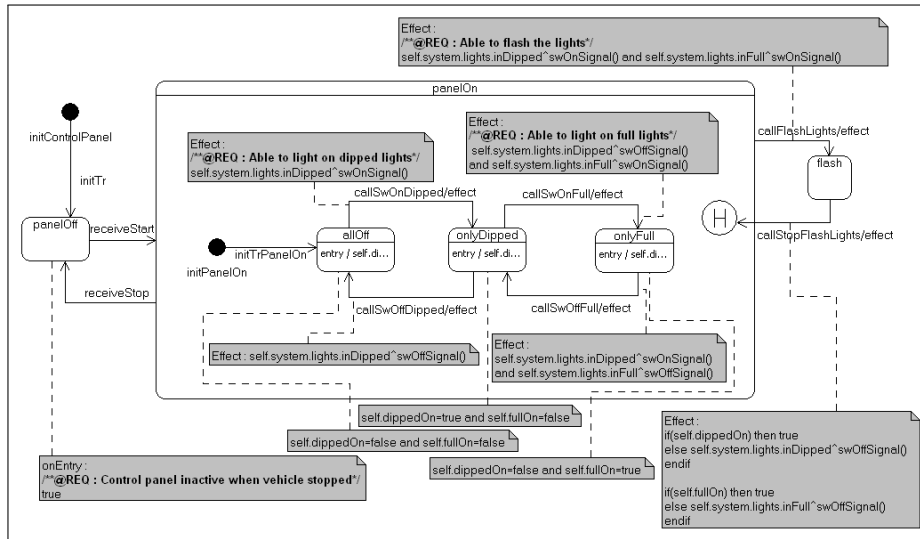 Effect :
/**@REQ : Able to flash the lights*/
self.system.lights.inDipped^swOnSignal() and self.system.lights.inFull^swOnSignal()
panelOn
initControlPanel
Effect :
/**@REQ : Able to light on dipped lights*/
self.system.lights.inDipped^swOnSignal()
Effect :
/**@REQ : Able to light on full lights*/
self.system.lights.inDipped^swOffSignal()
and self.system.lights.inFull^swOnSignal()
callFlashLights/effect
flash
initTr
callSwOnDipped/effect
callSwOnFull/effect
panelOff
receiveStart
initTrPanelOn
initPanelOn
allOff
entry / self.di...
onlyDipped
entry / self.di...
onlyFull
entry / self.di...
H
callStopFlashLights/effect
receiveStop
callSwOffDipped/effect
callSwOffFull/effect
Effect : self.system.lights.inDipped^swOffSignal()
Effect :
self.system.lights.inDipped^swOnSignal()
and self.system.lights.inFull^swOffSignal()
self.dippedOn=true and self.fullOn=false
self.dippedOn=false and self.fullOn=false
self.dippedOn=false and self.fullOn=true
onEntry :
/**@REQ : Control panel inactive when vehicle stopped*/
true
Effect :
if(self.dippedOn) then true
else self.system.lights.inDipped^swOffSignal()
endif
if(self.fullOn) then true
else self.system.lights.inFull^swOffSignal()
endif